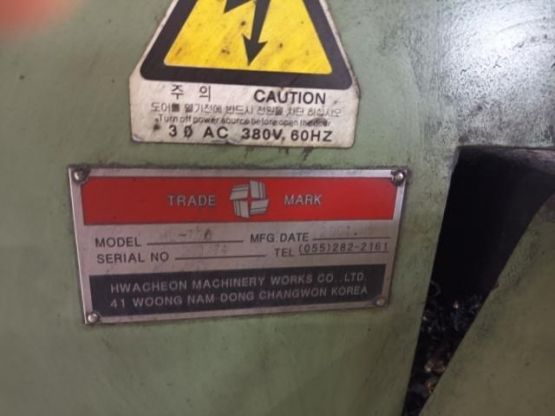 주 의 CAUTION
도어를 열기전에 반드시 전원을 차단 하십시오
Turn off power source before open the door
3Ø AC 380V, 60HZ
TRADE MARK
MODEL MFG.DATE
SERIAL NO TEL (055)282-2161
HWACHEON MACHINERY WORKS CO., LTD.
41 WOONG NAM-DONG CHANGWON KOREA